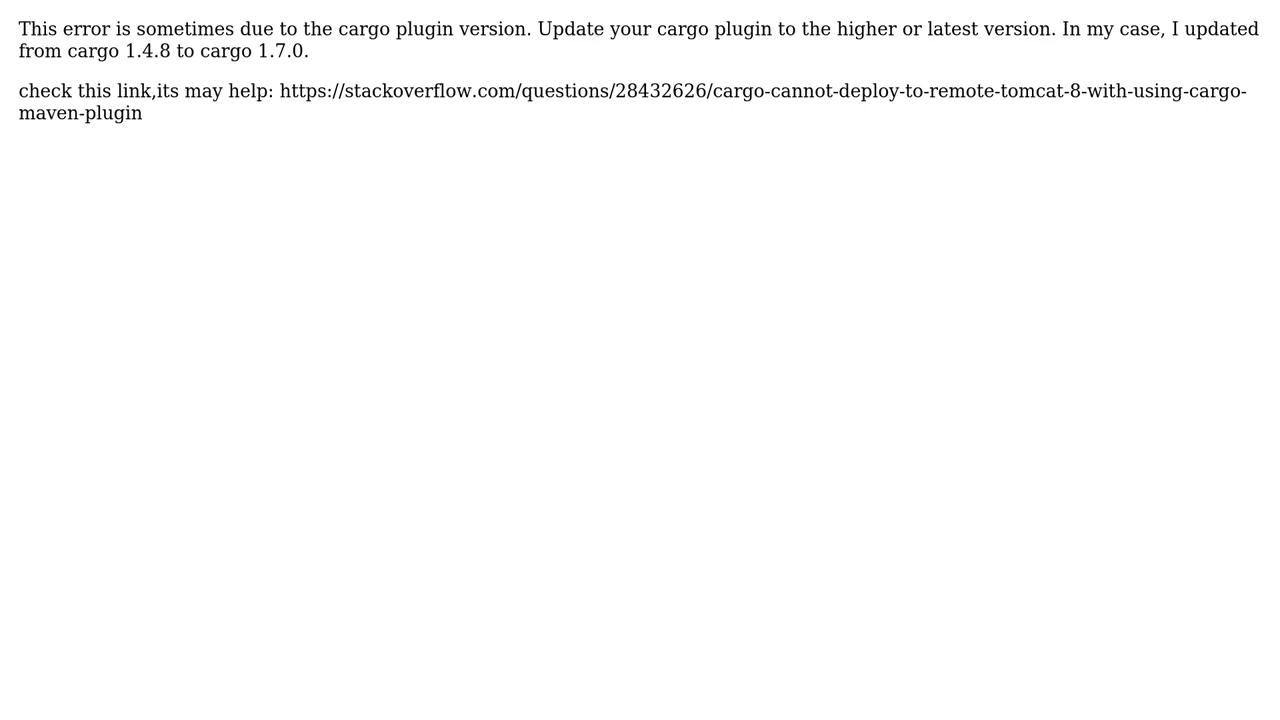 This error is sometimes due to the cargo plugin version. Update your cargo plugin to the higher or latest version. In my case, I updated
from cargo 1.4.8 to cargo 1.7.0.
check this link,its may help: https://stackoverflow.com/questions/28432626/cargo-cannot-deploy-to-remote-tomcat-8-with-using-cargo-
maven-plugin